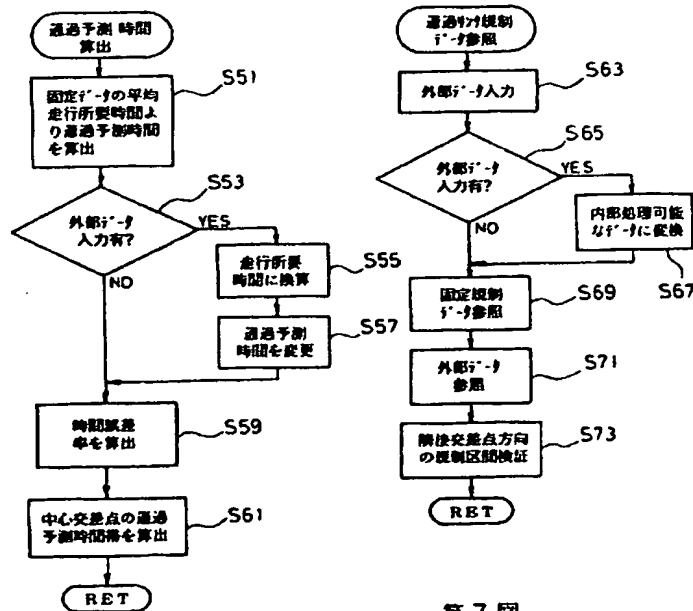 通過予測 時間
算出
S51
固定データの平均
走行所要時間よ
り通過予測時間
を算出
S53
外部データ
入力有?
YES
NO
走行所要
時間に換算
S55
通過予測
時間を変更
S57
時間誤差
率を算出
S59
中心交差点の通過
予測時間帯を算出
S61
RET
通過リンク規制
データ参照
S63
外部データ入力
S65
外部データ
入力有?
YES
NO
内部処理可能
なデータに変換
S67
固定規制
データ参照
S69
外部データ
参照
S71
隣接交差点方向
の規制区間検証
S73
RET
第7図